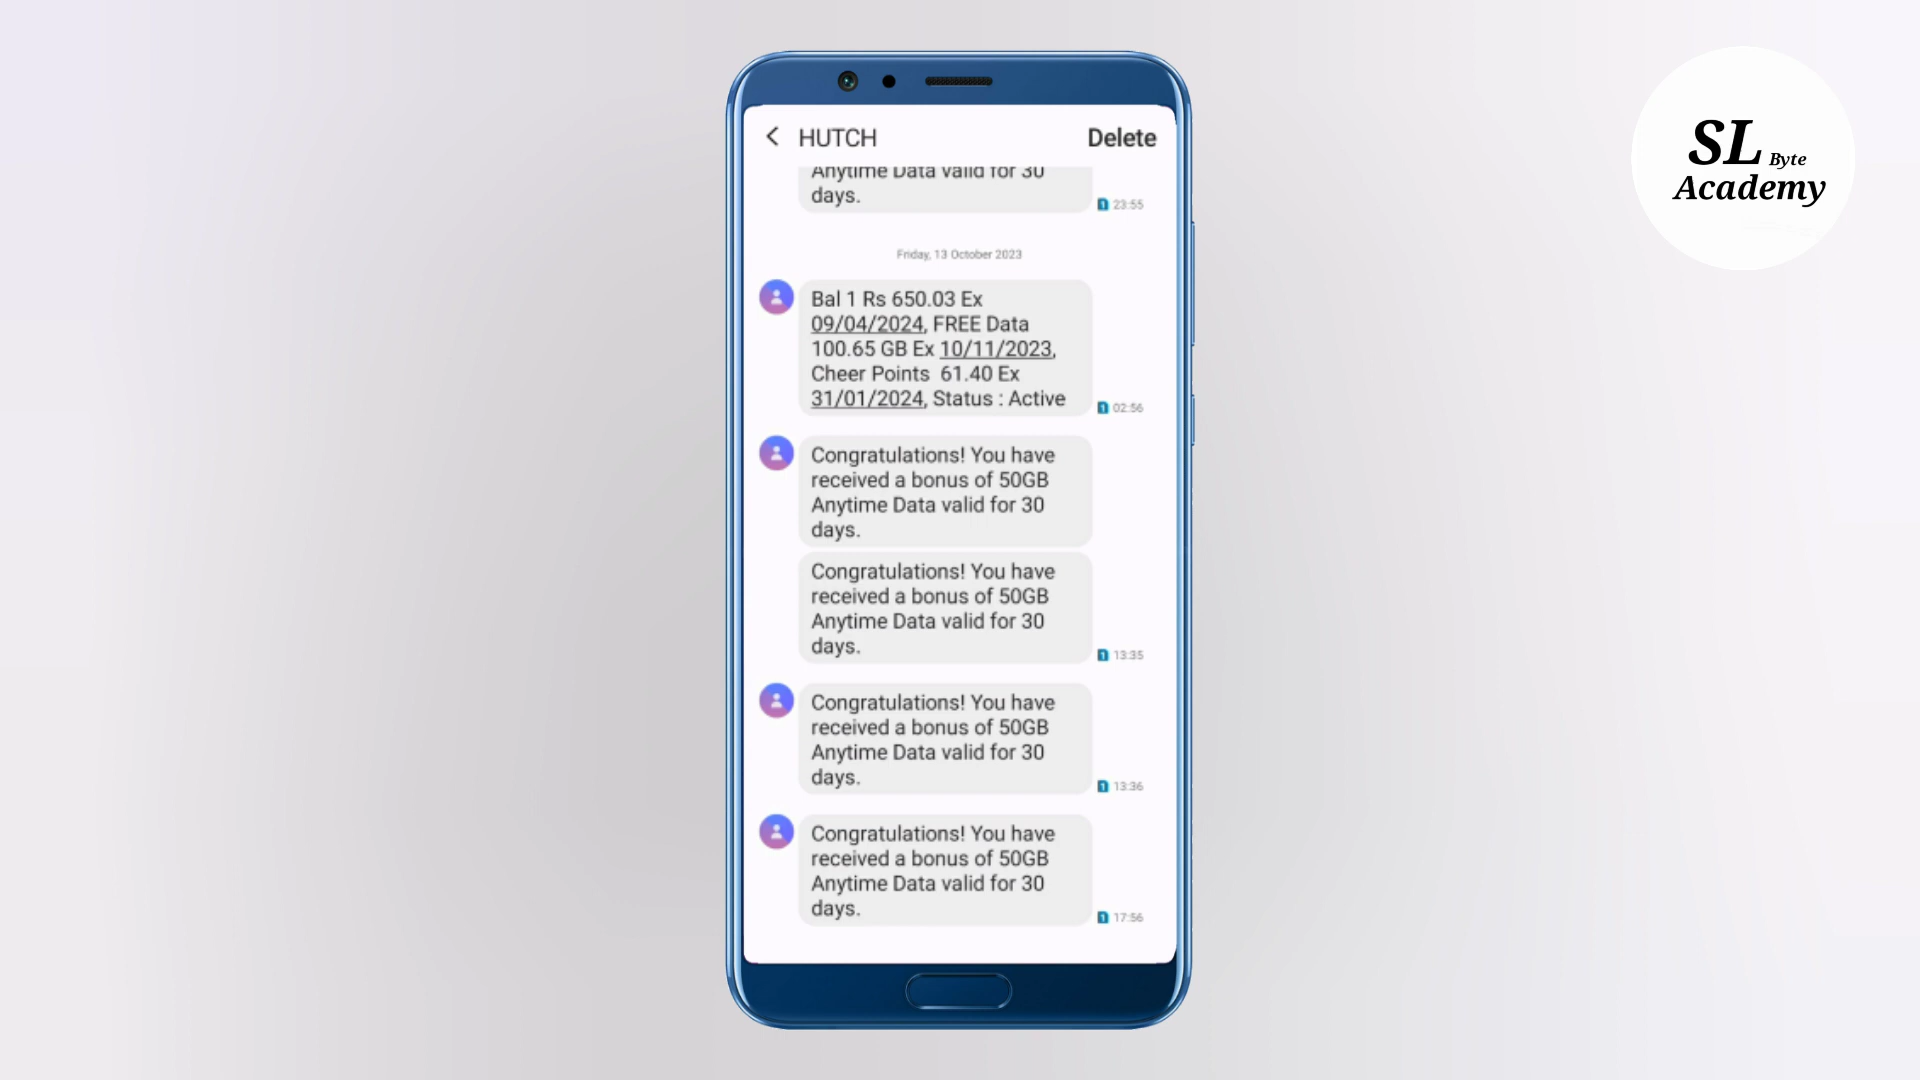 HUTCH
Delete
Anytime Data valid for 30
days.
23:55
Friday, 13 October 2023
Bal 1 Rs 650.03 Ex
09/04/2024, FREE Data
100.65 GB Ex 10/11/2023,
Cheer Points 61.40 Ex
31/01/2024, Status : Active
1 02:56
Congratulations! You have
received a bonus of 50GB
Anytime Data valid for 30
days.
Congratulations! You have
received a bonus of 50GB
Anytime Data valid for 30
days.
1 13:35
Congratulations! You have
received a bonus of 50GB
Anytime Data valid for 30
days.
1 13:36
Congratulations! You have
received a bonus of 50GB
Anytime Data valid for 30
days.
1 17:56
SL Byte
Academy